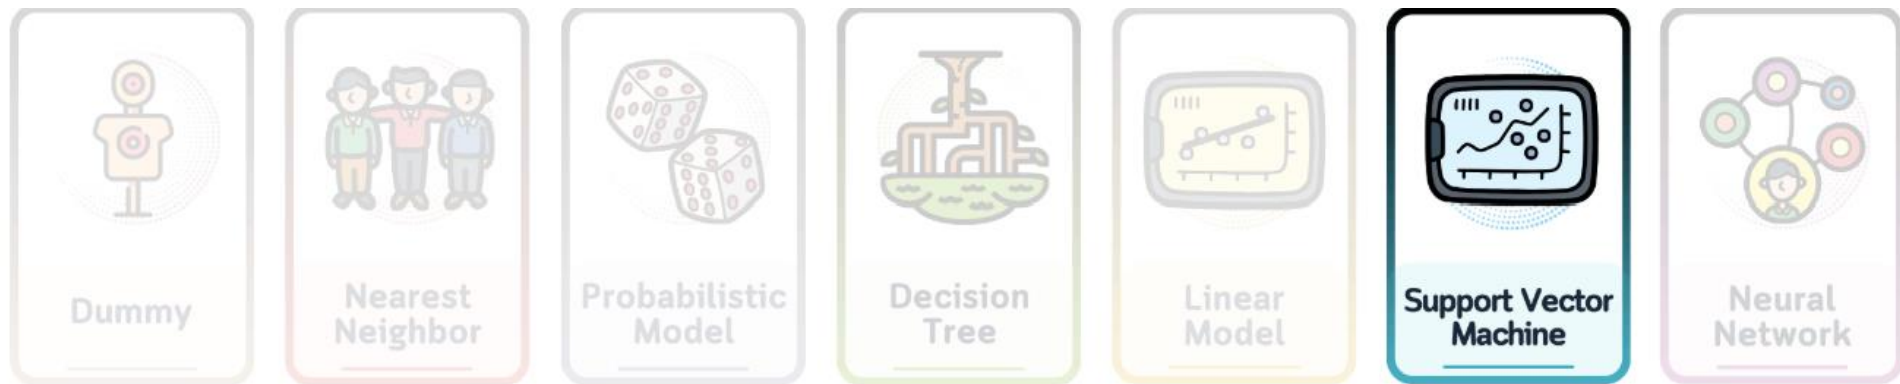 Dummy
Nearest
Neighbor
Probabilistic
Model
Decision
Tree
Linear
Model
Support Vector
Machine
Neural
Network